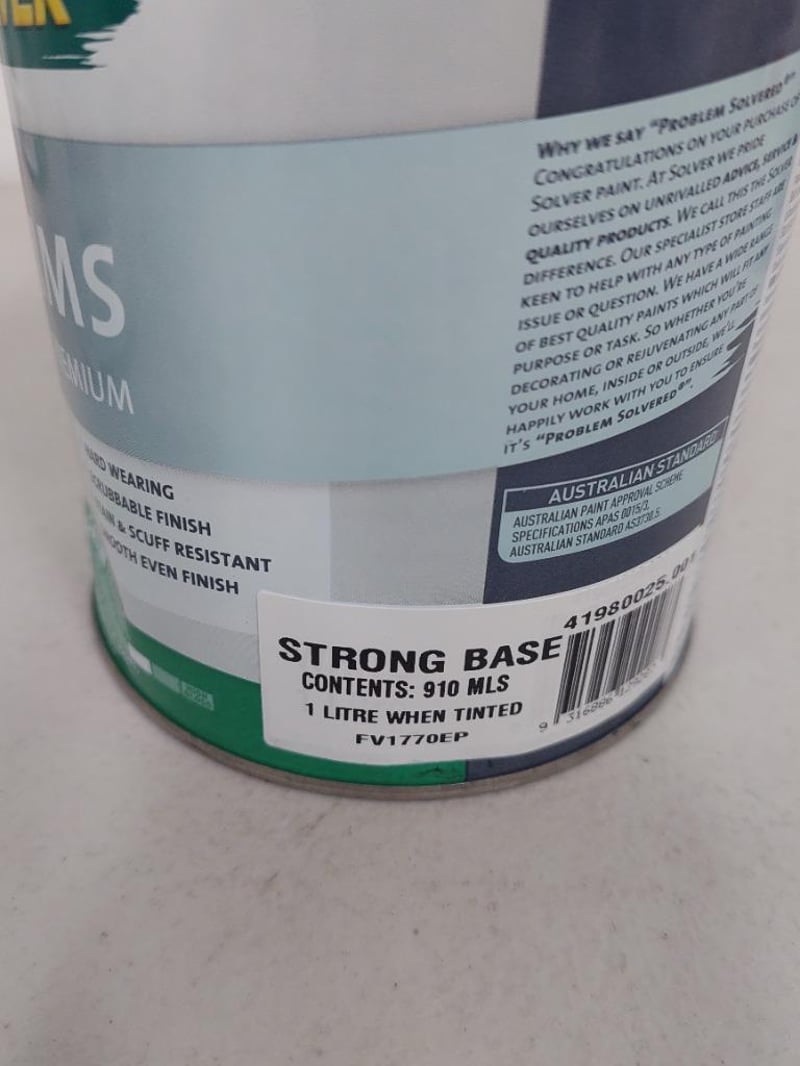 MS
HARD WEARING
FINISH
& SCUFF RESISTANT
EVEN FINISH
WHY WE SAY "PROBLEM SOLVERED®"
CONGRATULATIONS ON YOUR PURCHASE OF
SOLVER PAINT. AT SOLVER WE PRIDE
OURSELVES ON UNRIVALLED ADVICE, SERVICE &
QUALITY PRODUCTS. WE CALL THIS THE SOLVER
DIFFERENCE. OUR SPECIALIST STORE STAFF ARE
KEEN TO HELP WITH ANY TYPE OF PAINTING
ISSUE OR QUESTION. WE HAVE A WIDE RANGE
OF BEST QUALITY PAINTS WHICH WILL FIT ANY
PURPOSE OR TASK. SO WHETHER YOU'RE
DECORATING OR REJUVENATING ANY PART OF
YOUR HOME, INSIDE OR OUTSIDE, WE'LL
HAPPILY WORK WITH YOU TO ENSURE
IT'S "PROBLEM SOLVERED®".
AUSTRALIAN STANDARD
AUSTRALIAN PAINT APPROVAL SCHEME
SPECIFICATIONS APAS 0015/3,
AUSTRALIAN STANDARD AS3730.5
41980025.001
STRONG BASE
CONTENTS: 910 MLS
1 LITRE WHEN TINTED
FV1770EP